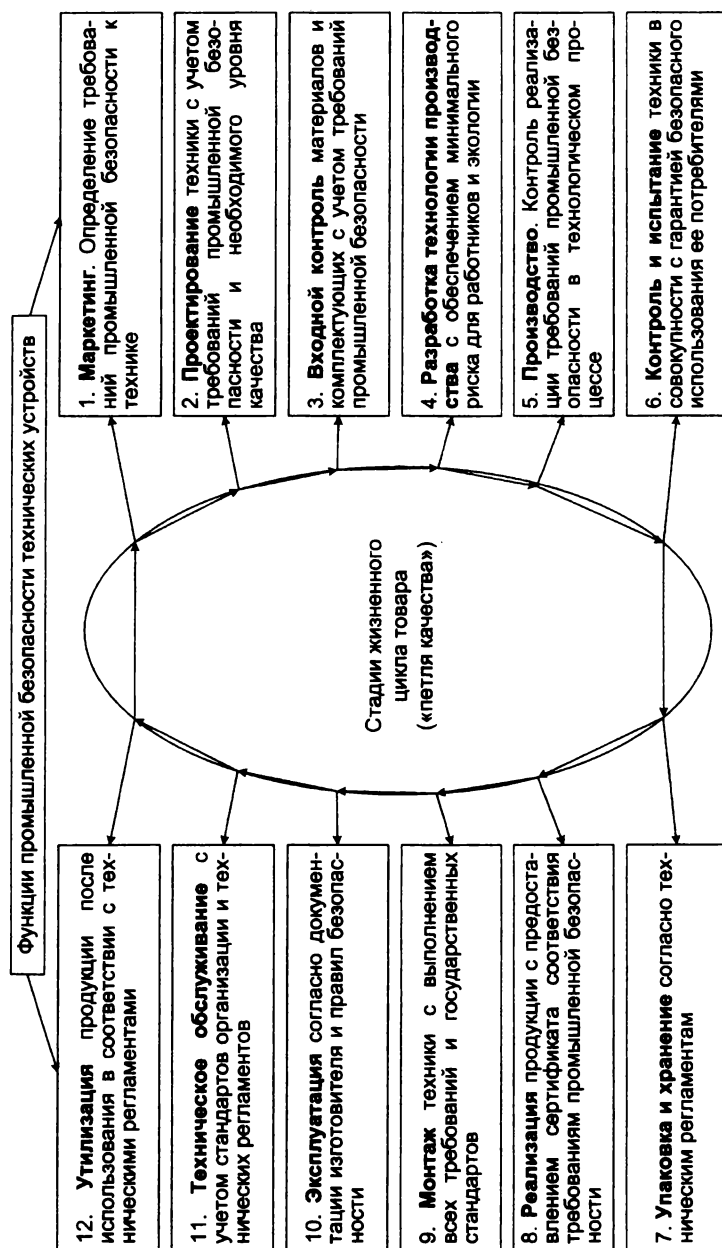 Функции промышленной безопасности технических устройств
1. Маркетинг. Определение требова-
ний промышленной безопасности к
технике
2. Проектирование техники с учетом
требований промышленной безо-
пасности и необходимого уровня
качества
3. Входной контроль материалов и
комплектующих с учетом требований
промышленной безопасности
4. Разработка технологии производ-
ства с обеспечением минимального
риска для работников и экологии
5. Производство. Контроль реализа-
ции требований промышленной без-
опасности в технологическом про-
цессе
6. Контроль и испытание техники в
совокупности с гарантией безопасного
использования ее потребителями
Стадии жизненного
цикла товара
(«петля качества»)
12. Утилизация продукции после
использования в соответствии с тех-
ническими регламентами
11. Техническое обслуживание с
учетом стандартов организации и тех-
нических регламентов
10. Эксплуатация согласно докумен-
тации изготовителя и правил безопас-
ности
9. Монтаж техники с выполнением
всех требований и государственных
стандартов
8. Реализация продукции с предоста-
влением сертификата соответствия
требованиям промышленной безопас-
ности
7. Упаковка и хранение согласно тех-
ническим регламентам